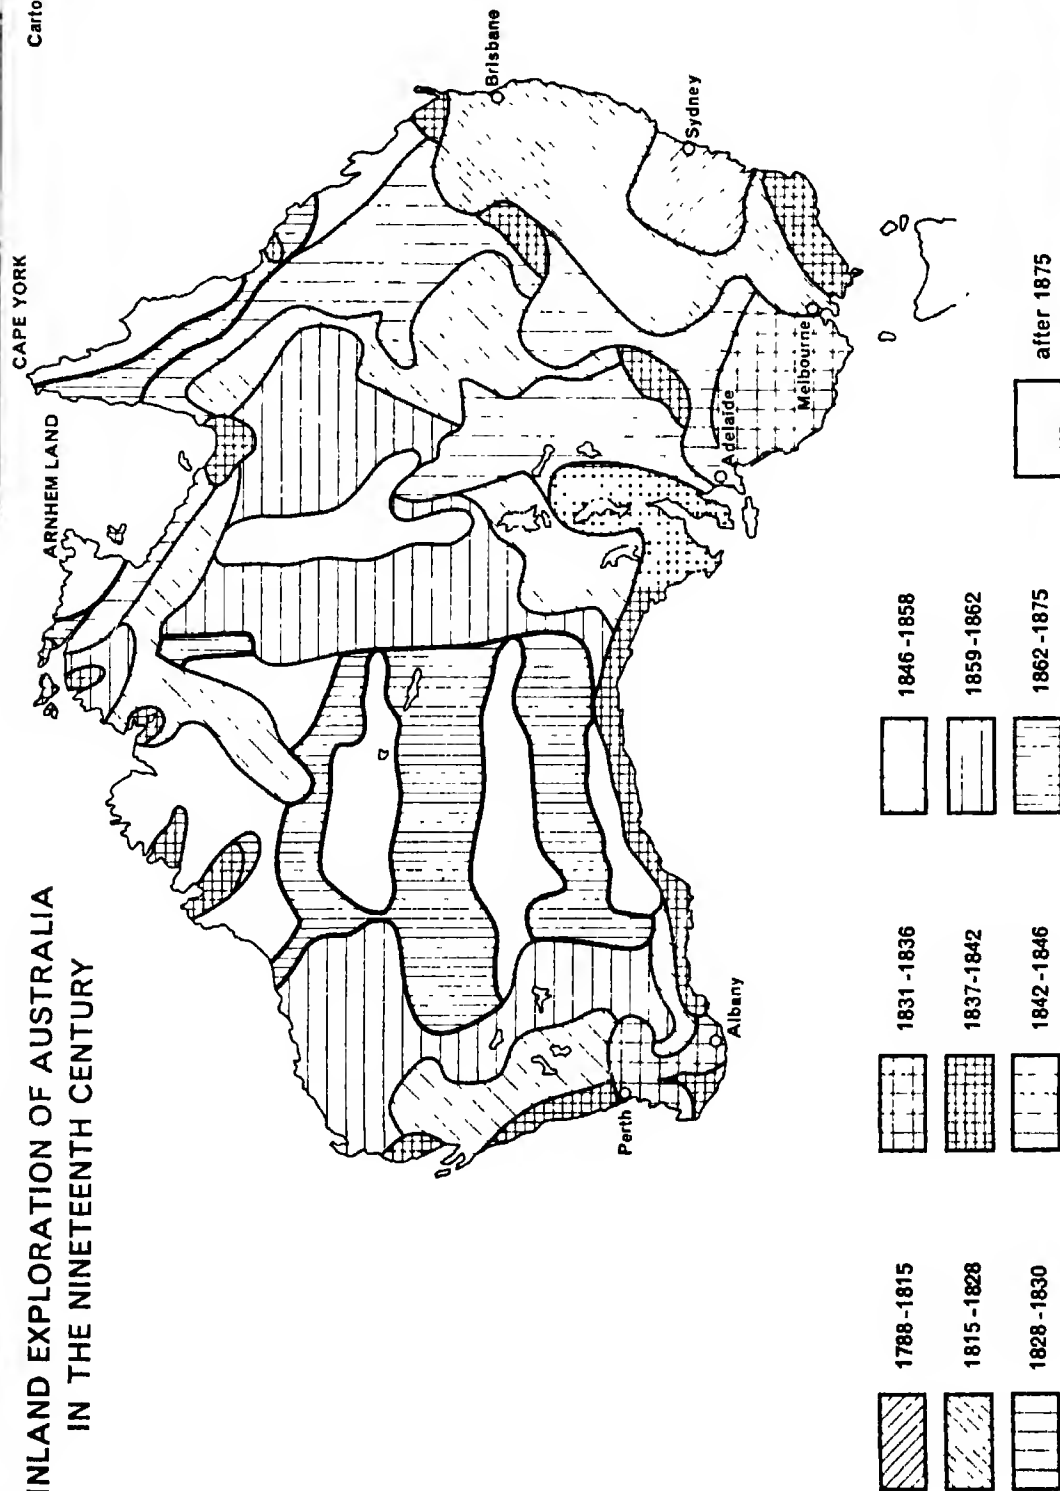 INLAND EXPLORATION OF AUSTRALIA
IN THE NINETEENTH CENTURY
Carto
CAPE YORK
ARNHEM LAND
Brisbane
Sydney
Melbourne
Adelaide
Perth
Albany
1788-1815
1815-1828
1828-1830
1831-1836
1837-1842
1842-1846
1846-1858
1859-1862
1862-1875
after 1875